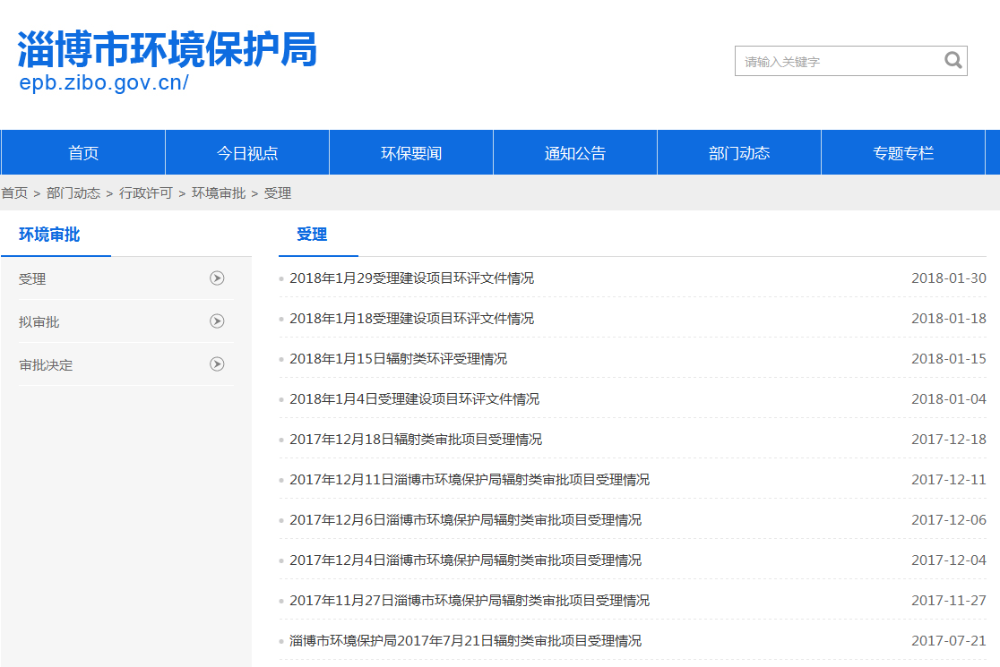 淄博市环境保护局
epb.zibo.gov.cn/
请输入关键字
首页 今日视点 环保要闻 通知公告 部门动态 专题专栏
首页 > 部门动态 > 行政许可 > 环境审批 > 受理
环境审批
受理
拟审批
审批决定
受理
2018年1月29受理建设项目环评文件情况 2018-01-30
2018年1月18受理建设项目环评文件情况 2018-01-18
2018年1月15日辐射类环评受理情况 2018-01-15
2018年1月4日受理建设项目环评文件情况 2018-01-04
2017年12月18日辐射类审批项目受理情况 2017-12-18
2017年12月11日淄博市环境保护局辐射类审批项目受理情况 2017-12-11
2017年12月6日淄博市环境保护局辐射类审批项目受理情况 2017-12-06
2017年12月4日淄博市环境保护局辐射类审批项目受理情况 2017-12-04
2017年11月27日淄博市环境保护局辐射类审批项目受理情况 2017-11-27
淄博市环境保护局2017年7月21日辐射类审批项目受理情况 2017-07-21